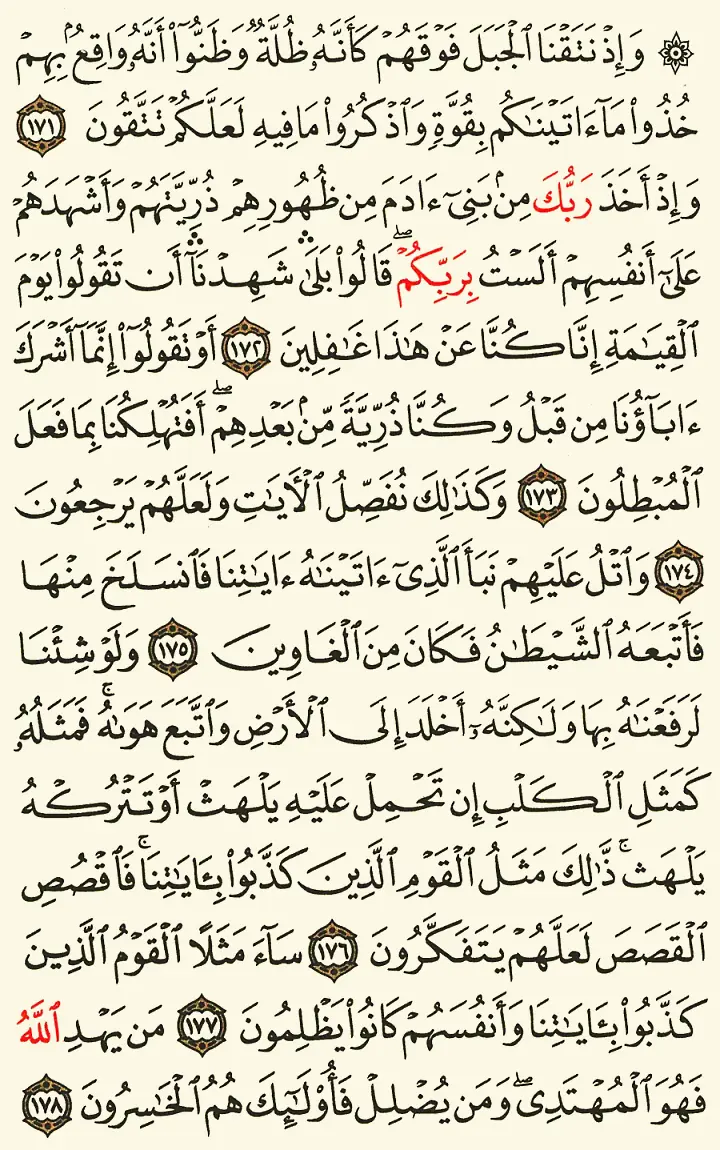 ۞ وَإِذْ نَتَقْنَا ٱلْجَبَلَ فَوْقَهُمْ كَأَنَّهُۥ ظُلَّةٌ وَظَنُّوٓا۟ أَنَّهُۥ وَاقِعٌۢ بِهِمْ
خُذُوا۟ مَآ ءَاتَيْنَـٰكُم بِقُوَّةٍ وَٱذْكُرُوا۟ مَا فِيهِ لَعَلَّكُمْ تَتَّقُونَ ١٧١
وَإِذْ أَخَذَ رَبُّكَ مِنۢ بَنِىٓ ءَادَمَ مِن ظُهُورِهِمْ ذُرِّيَّتَهُمْ وَأَشْهَدَهُمْ
عَلَىٰٓ أَنفُسِهِمْ أَلَسْتُ بِرَبِّكُمْ ۖ قَالُوا۟ بَلَىٰ ۛ شَهِدْنَآ ۛ أَن تَقُولُوا۟ يَوْمَ
ٱلْقِيَـٰمَةِ إِنَّا كُنَّا عَنْ هَـٰذَا غَـٰفِلِينَ ١٧٢ أَوْ تَقُولُوٓا۟ إِنَّمَآ أَشْرَكَ
ءَابَآؤُنَا مِن قَبْلُ وَكُنَّا ذُرِّيَّةً مِّنۢ بَعْدِهِمْ ۖ أَفَتُهْلِكُنَا بِمَا فَعَلَ
ٱلْمُبْطِلُونَ ١٧٣ وَكَذَٰلِكَ نُفَصِّلُ ٱلْـَٔايَـٰتِ وَلَعَلَّهُمْ يَرْجِعُونَ
١٧٤ وَٱتْلُ عَلَيْهِمْ نَبَأَ ٱلَّذِىٓ ءَاتَيْنَـٰهُ ءَايَـٰتِنَا فَٱنسَلَخَ مِنْهَا
فَأَتْبَعَهُ ٱلشَّيْطَـٰنُ فَكَانَ مِنَ ٱلْغَاوِينَ ١٧٥ وَلَوْ شِئْنَا
لَرَفَعْنَـٰهُ بِهَا وَلَـٰكِنَّهُۥٓ أَخْلَدَ إِلَى ٱلْأَرْضِ وَٱتَّبَعَ هَوَىٰهُ ۚ فَمَثَلُهُۥ
كَمَثَلِ ٱلْكَلْبِ إِن تَحْمِلْ عَلَيْهِ يَلْهَثْ أَوْ تَتْرُكْهُ
يَلْهَث ۚ ذَّٰلِكَ مَثَلُ ٱلْقَوْمِ ٱلَّذِينَ كَذَّبُوا۟ بِـَٔايَـٰتِنَا ۚ فَٱقْصُصِ
ٱلْقَصَصَ لَعَلَّهُمْ يَتَفَكَّرُونَ ١٧٦ سَآءَ مَثَلًا ٱلْقَوْمُ ٱلَّذِينَ
كَذَّبُوا۟ بِـَٔايَـٰتِنَا وَأَنفُسَهُمْ كَانُوا۟ يَظْلِمُونَ ١٧٧ مَن يَهْدِ ٱللَّهُ
فَهُوَ ٱلْمُهْتَدِى ۖ وَمَن يُضْلِلْ فَأُو۟لَـٰٓئِكَ هُمُ ٱلْخَـٰسِرُونَ ١٧٨